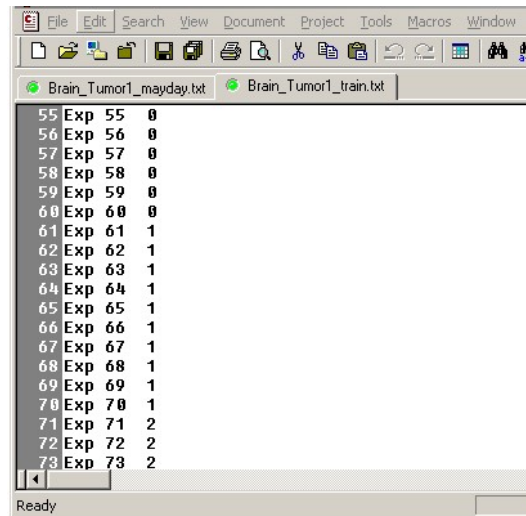 File Edit Search View Document Project Tools Macros Window
Brain_Tumor1_mayday.txt Brain_Tumor1_train.txt
55 Exp 55 0
56 Exp 56 0
57 Exp 57 0
58 Exp 58 0
59 Exp 59 0
60 Exp 60 0
61 Exp 61 1
62 Exp 62 1
63 Exp 63 1
64 Exp 64 1
65 Exp 65 1
66 Exp 66 1
67 Exp 67 1
68 Exp 68 1
69 Exp 69 1
70 Exp 70 1
71 Exp 71 2
72 Exp 72 2
73 Exp 73 2
Ready